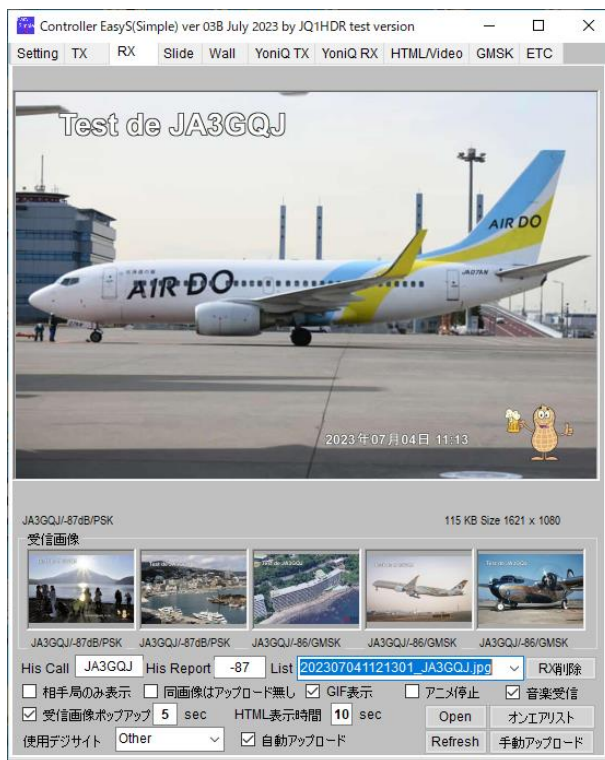 Controller EasyS(Simple) ver 03B July 2023 by JQ1HDR test version
Setting TX RX Slide Wall YoniQ TX YoniQ RX HTML/Video GMSK ETC
Test de JA3GQJ
AIR DO
JA07AN
AIR DO
2023年07月04日 11:13
JA3GQJ/-87dB/PSK 115 KB Size 1621 x 1080
受信画像
Test de JA3GQJ
JA3GQJ/-87dB/PSK JA3GQJ/-87dB/PSK JA3GQJ/-86/GMSK JA3GQJ/-86/GMSK JA3GQJ/-86/GMSK
His Call JA3GQJ His Report -87 List 202307041121301_JA3GQJ.jpg RX削除
相手局のみ表示 同画像はアップロード無し GIF表示 アニメ停止 音楽受信
受信画像ポップアップ 5 sec HTML表示時間 10 sec Open オンエアリスト
使用デジサイト Other 自動アップロード Refresh 手動アップロード